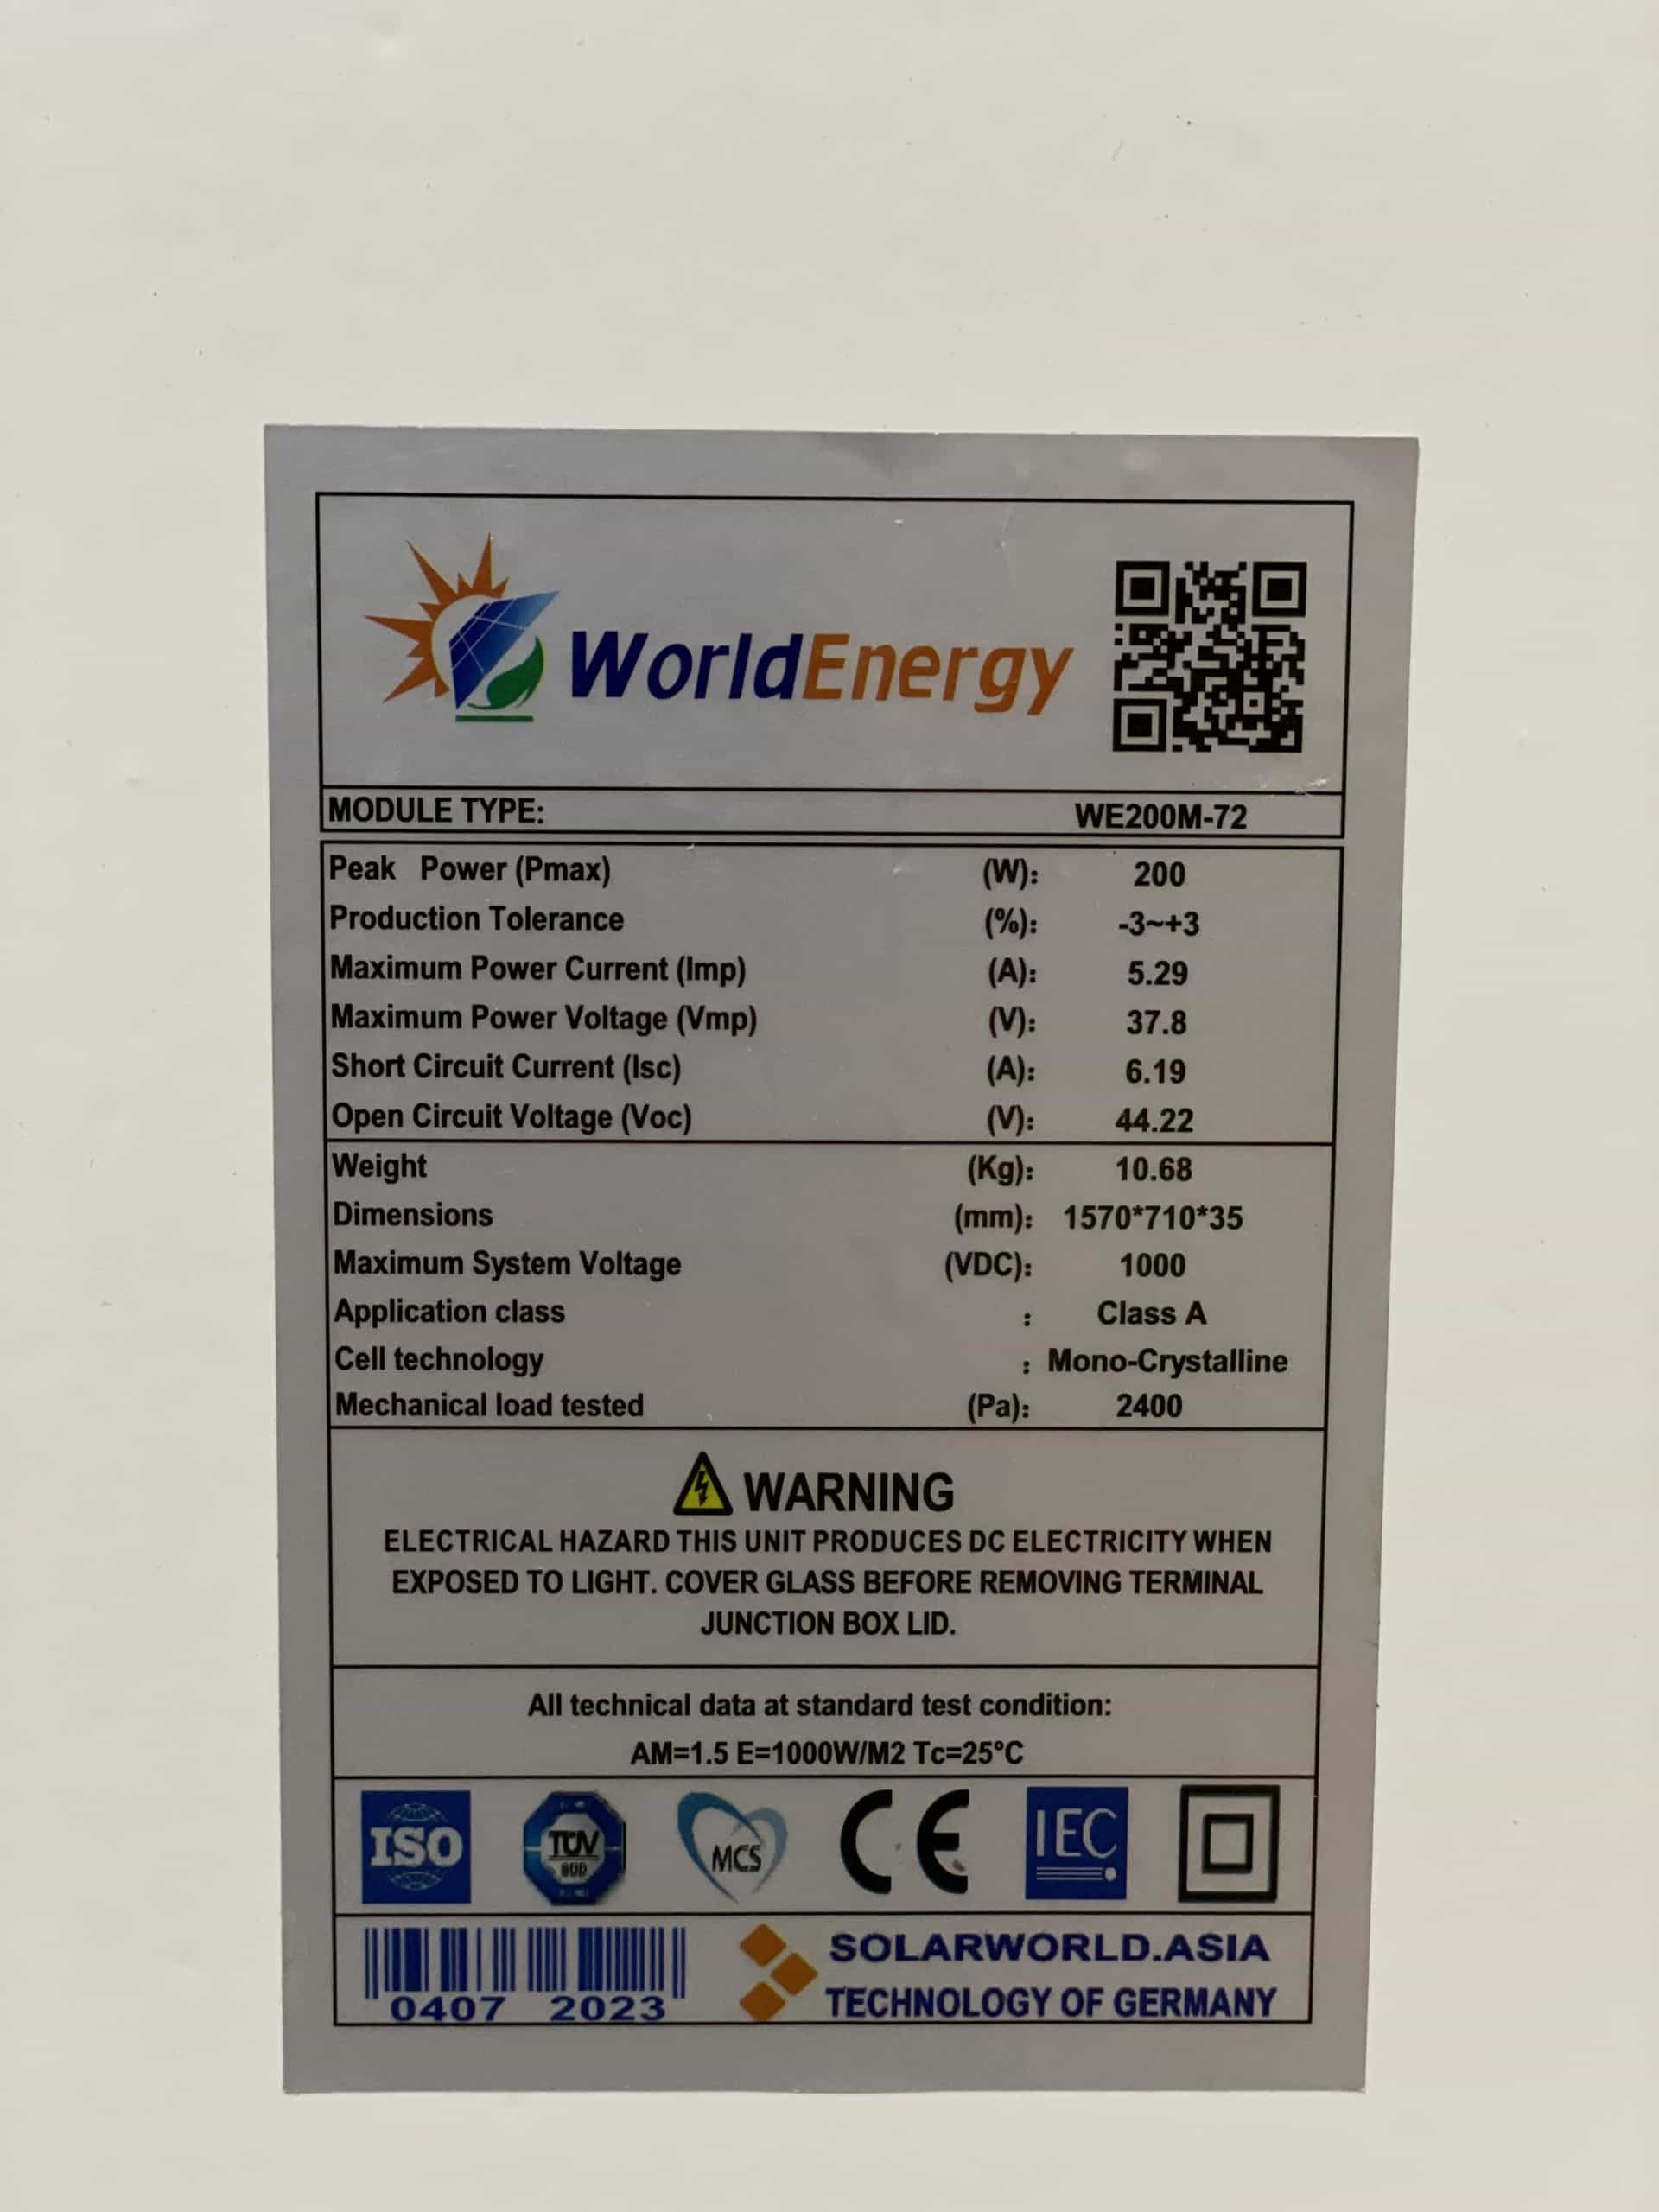 WorldEnergy
MODULE TYPE: WE200M-72
Peak Power (Pmax) (W): 200
Production Tolerance (%): -3~+3
Maximum Power Current (Imp) (A): 5.29
Maximum Power Voltage (Vmp) (V): 37.8
Short Circuit Current (Isc) (A): 6.19
Open Circuit Voltage (Voc) (V): 44.22
Weight (Kg): 10.68
Dimensions (mm): 1570*710*35
Maximum System Voltage (VDC): 1000
Application class : Class A
Cell technology : Mono-Crystalline
Mechanical load tested (Pa): 2400
WARNING
ELECTRICAL HAZARD THIS UNIT PRODUCES DC ELECTRICITY WHEN
EXPOSED TO LIGHT. COVER GLASS BEFORE REMOVING TERMINAL
JUNCTION BOX LID.
All technical data at standard test condition:
AM=1.5 E=1000W/M2 Tc=25°C
ISO TÜV SÜD MCS CE IEC
0407 2023
SOLARWORLD.ASIA
TECHNOLOGY OF GERMANY